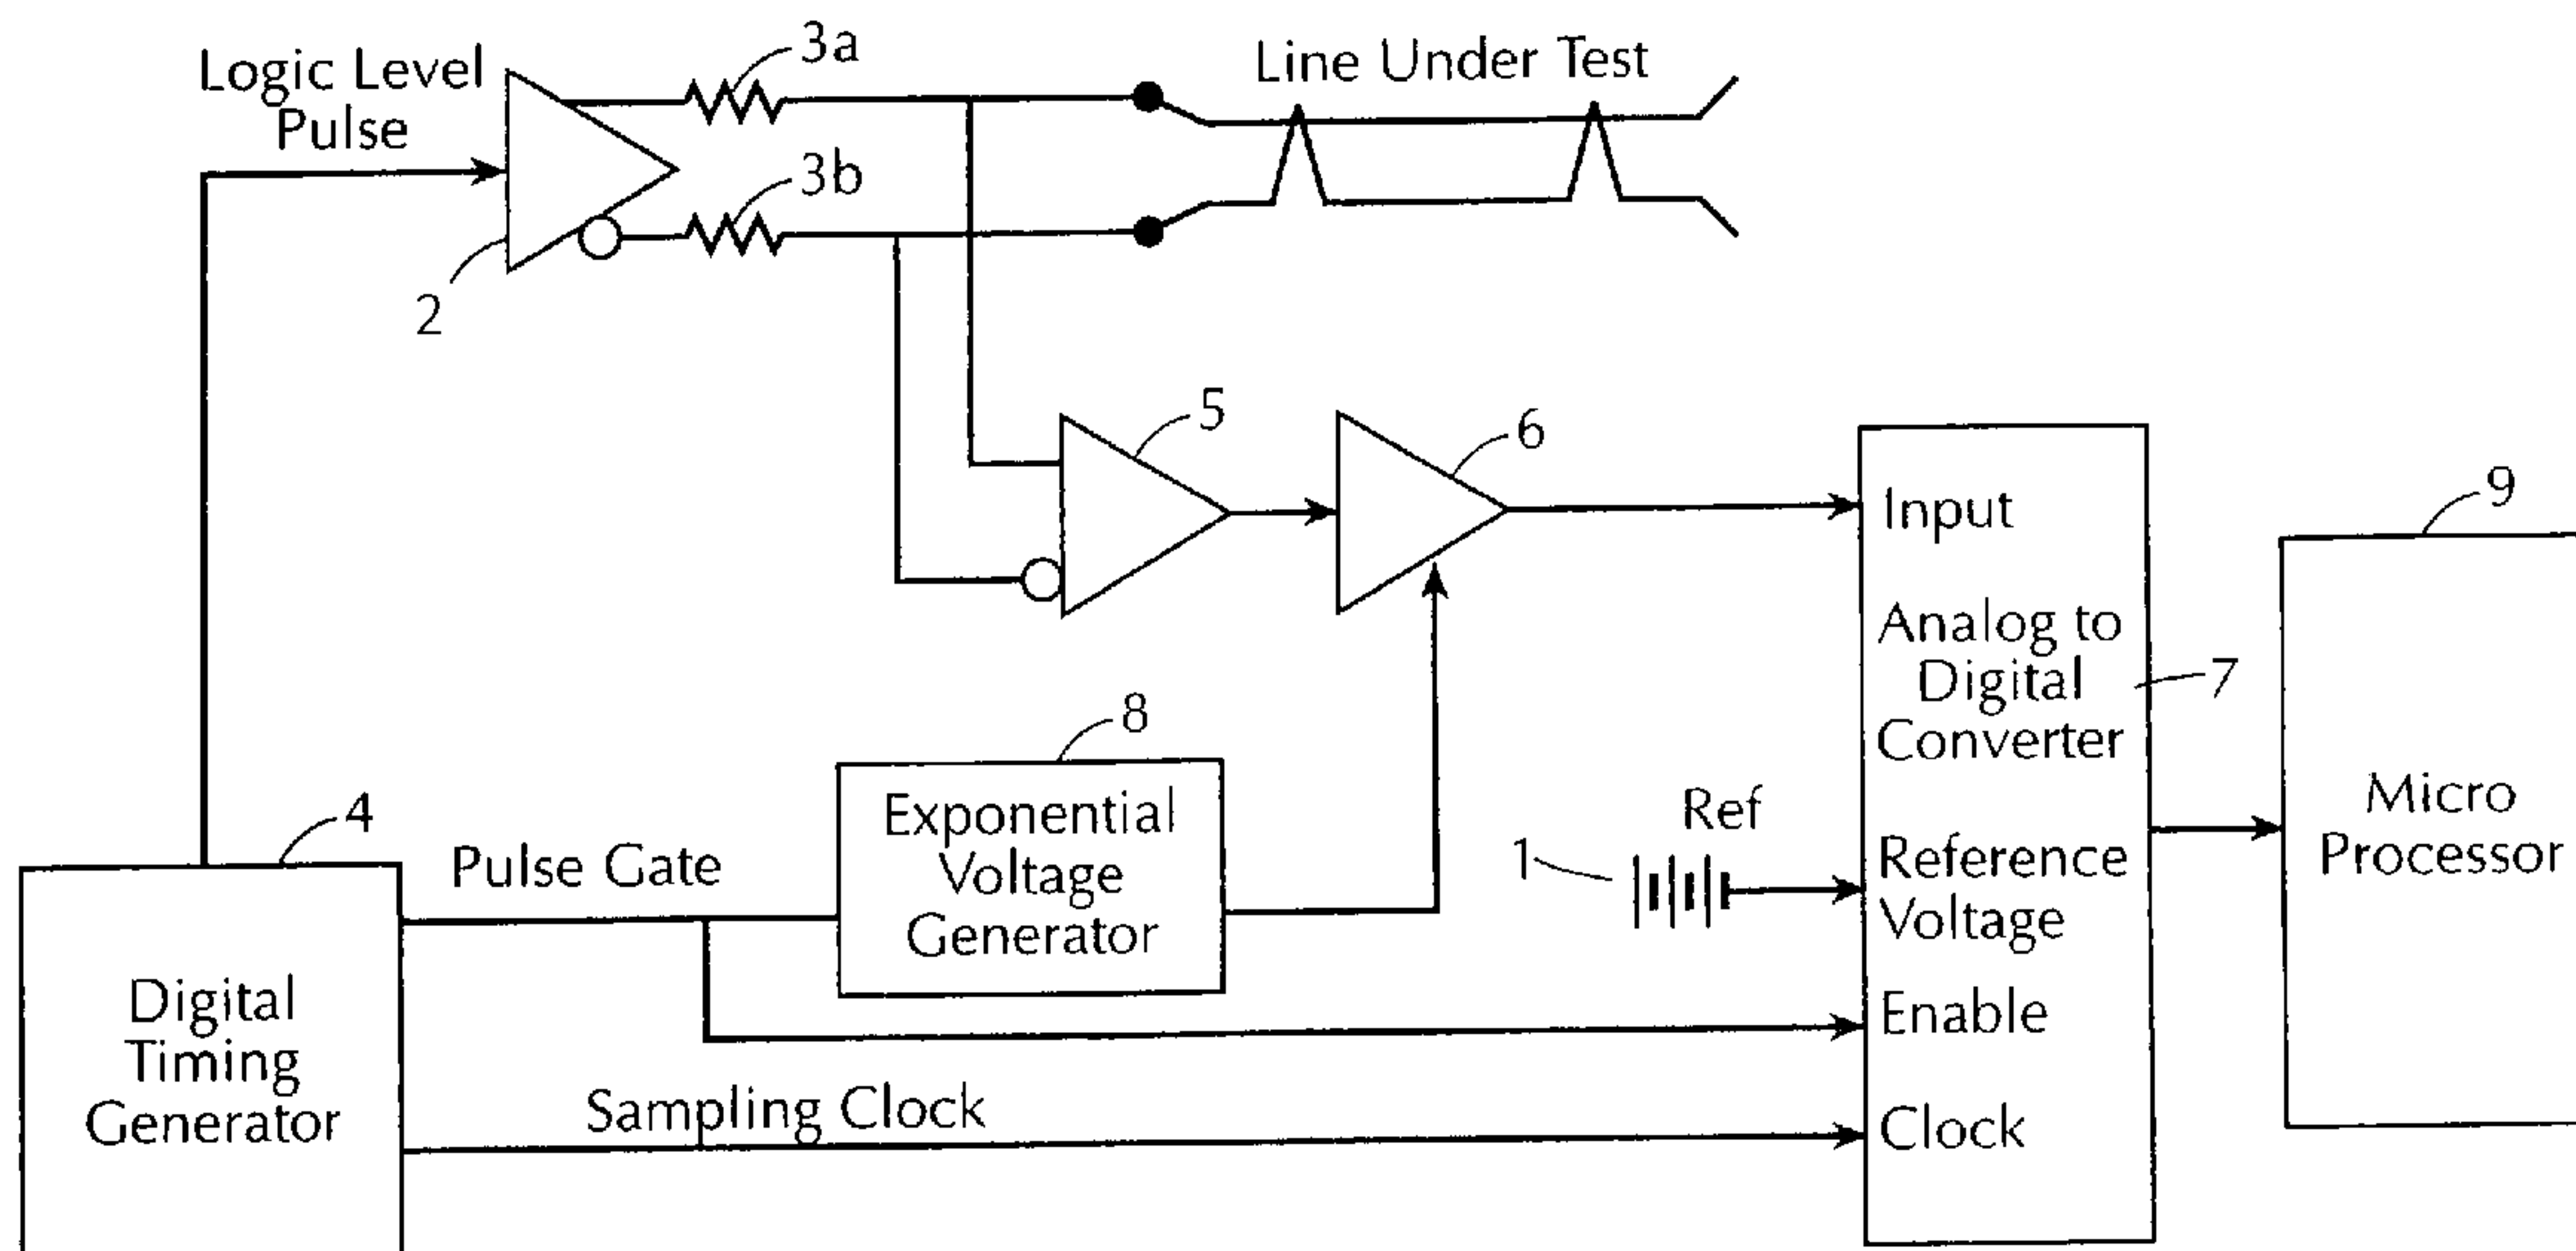 Logic Level
Pulse
3a
Line Under Test
3b
2
5
6
Input
9
Analog to
Digital
Converter
7
8
Exponential
Voltage
Generator
Ref
1
Reference
Voltage
Micro
Processor
4
Pulse Gate
Digital
Timing
Generator
Enable
Sampling Clock
Clock